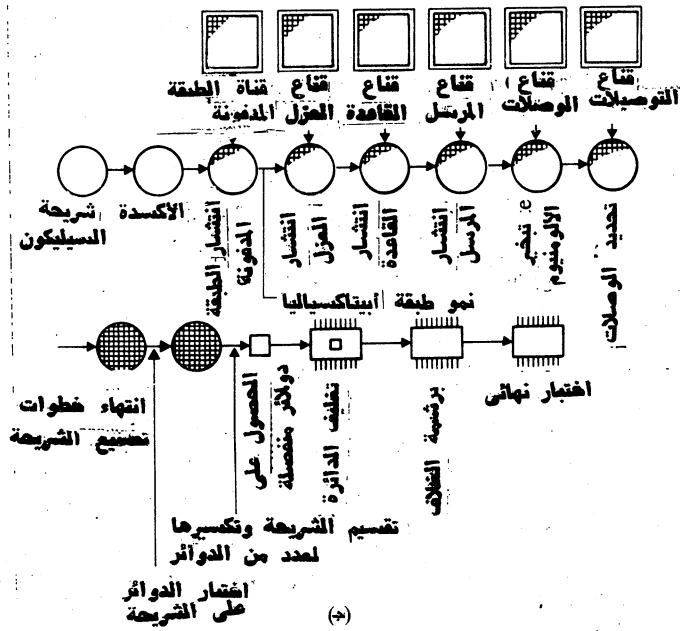 قناة الطبقة
المدفونة
قناع
العزل
قناع
القاعدة
قناع
المرسل
قناع
الوصلات
قناع
التوصيلات
شريحة
السيليكون
الأكسدة
انتشار الطبقة
المدفونة
انتشار
العزل
انتشار
القاعدة
انتشار
المرسل
تبخير
الألومنيوم
تحديد الوصلات
نمو طبقة أبيتاكسياليا
انتهاء خطوات
تصنيع الشريحة
الحصول على
دوائر منفصلة
تغليف الدائرة
برشمة الغلاف
اختبار نهائى
تقسيم الشريحة وتكسيرها
لعدد من الدوائر
اختبار الدوائر
على الشريحة
(ج)